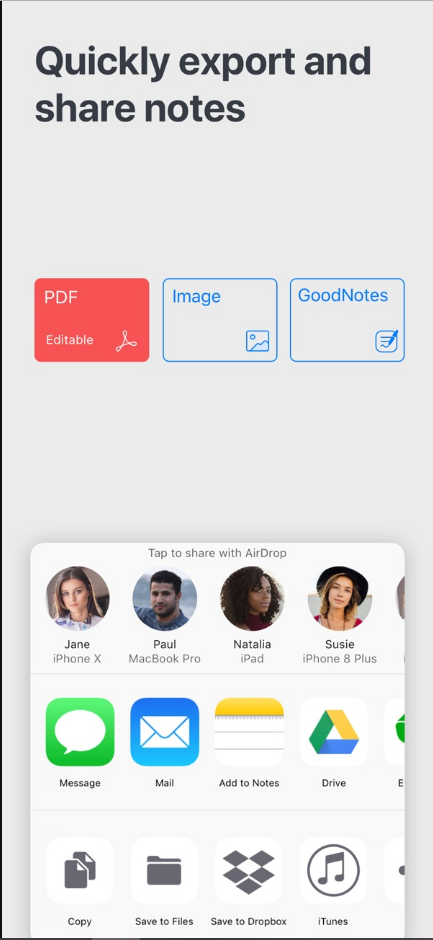 Quickly export and
share notes
PDF
Editable
Image
GoodNotes
Tap to share with AirDrop
Jane
iPhone X
Paul
MacBook Pro
Natalia
iPad
Susie
iPhone 8 Plus
Message
Mail
Add to Notes
Drive
Copy
Save to Files
Save to Dropbox
iTunes